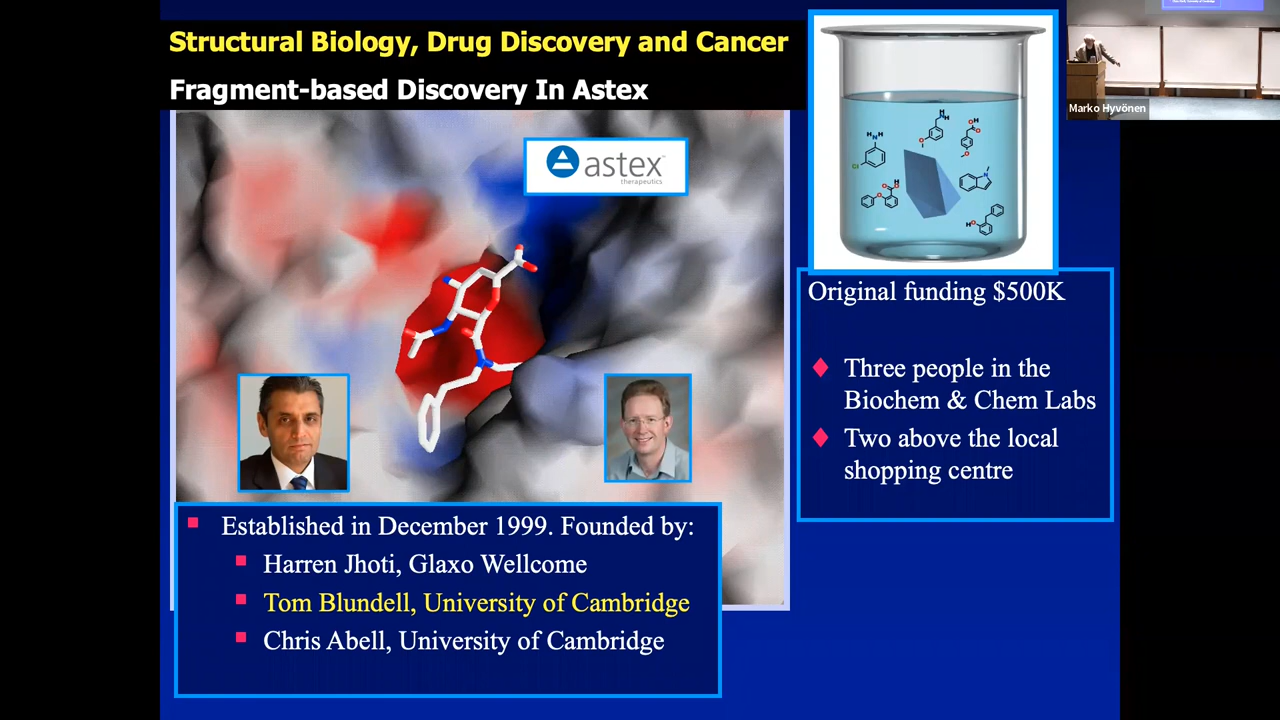 Structural Biology, Drug Discovery and Cancer
Fragment-based Discovery In Astex
astex
therapeutics
Marko Hyvönen
Original funding $500K
Three people in the
Biochem & Chem Labs
Two above the local
shopping centre
Established in December 1999. Founded by:
Harren Jhoti, Glaxo Wellcome
Tom Blundell, University of Cambridge
Chris Abell, University of Cambridge